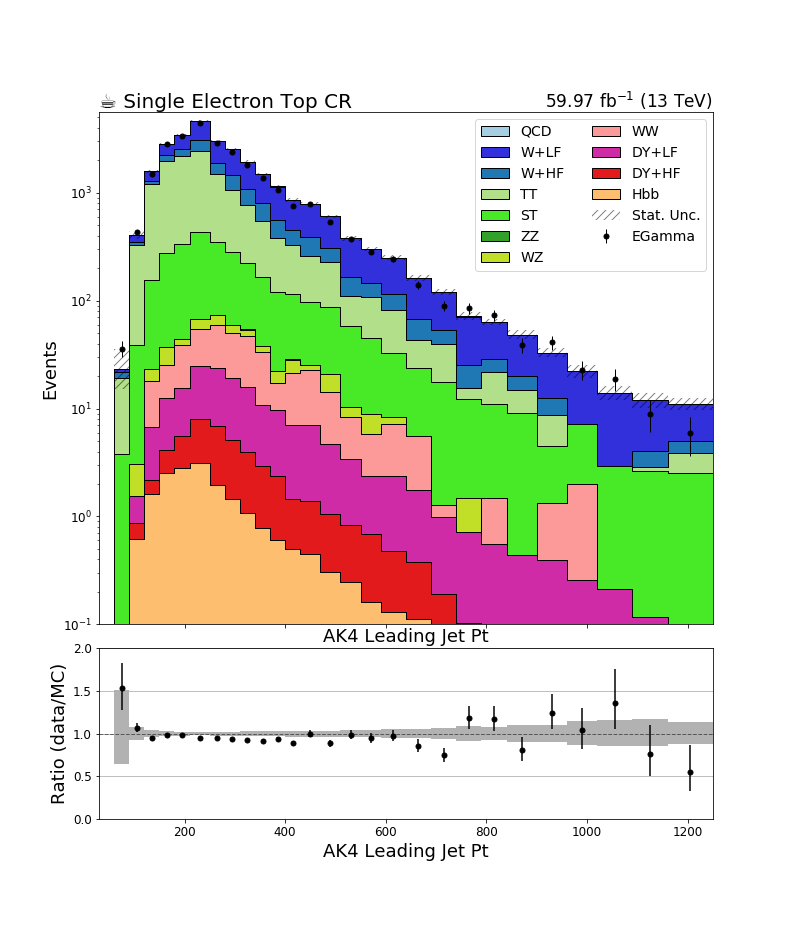 ☕ Single Electron Top CR
59.97 fb⁻¹ (13 TeV)
QCD
W+LF
W+HF
TT
ST
ZZ
WZ
WW
DY+LF
DY+HF
Hbb
Stat. Unc.
EGamma
Events
10³
10²
10¹
10⁰
10⁻¹
AK4 Leading Jet Pt
Ratio (data/MC)
2.0
1.5
1.0
0.5
0.0
200 400 600 800 1000 1200
AK4 Leading Jet Pt